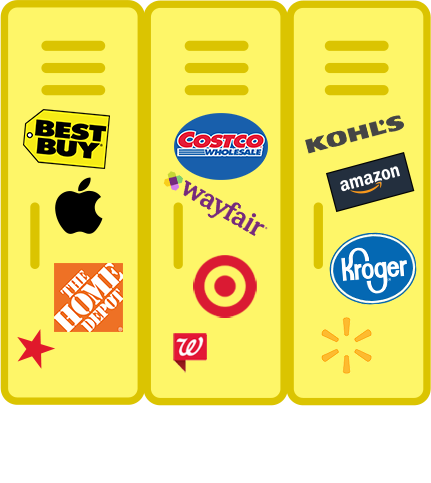 BEST
BUY
THE
HOME
DEPOT
COSTCO
WHOLESALE
wayfair
W
KOHL'S
amazon
Kroger